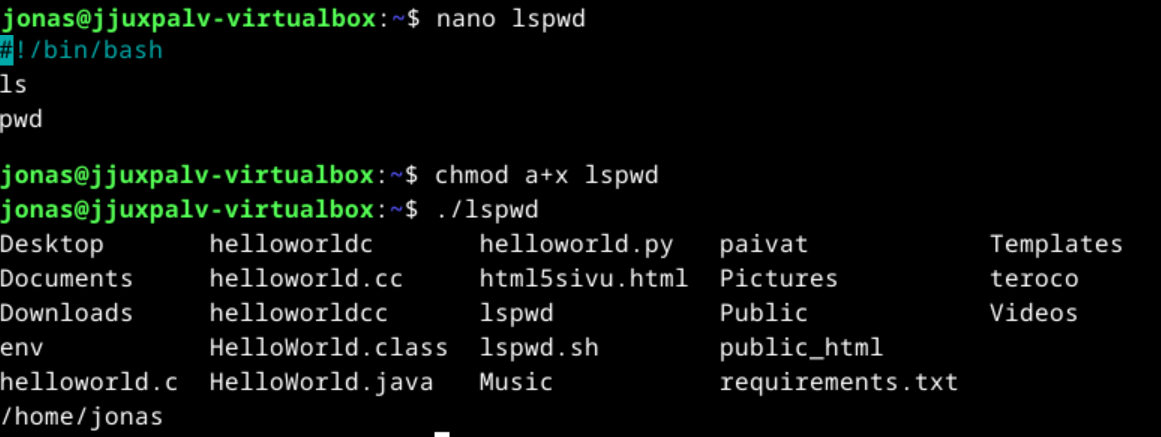 jonas@jjuxpalv-virtualbox:~$ nano lspwd
#!/bin/bash
ls
pwd
jonas@jjuxpalv-virtualbox:~$ chmod a+x lspwd
jonas@jjuxpalv-virtualbox:~$ ./lspwd
Desktop helloworldc helloworld.py paivat Templates
Documents helloworld.cc html5sivu.html Pictures teroco
Downloads helloworldcc lspwd Public Videos
env HelloWorld.class lspwd.sh public_html
helloworld.c HelloWorld.java Music requirements.txt
/home/jonas